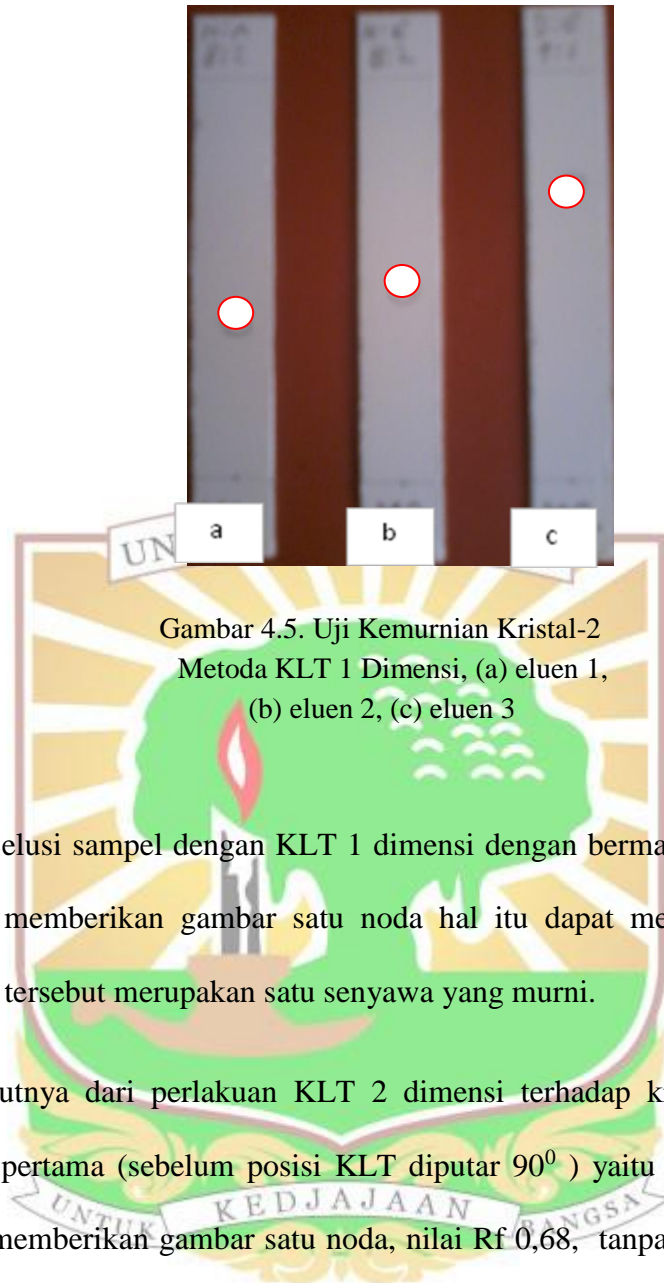 a
b
c
UN
Gambar 4.5. Uji Kemurnian Kristal-2
Metoda KLT 1 Dimensi, (a) eluen 1,
(b) eluen 2, (c) eluen 3
elusi sampel dengan KLT 1 dimensi dengan berma
memberikan gambar satu noda hal itu dapat me
tersebut merupakan satu senyawa yang murni.
utnya dari perlakuan KLT 2 dimensi terhadap k
pertama (sebelum posisi KLT diputar 90⁰ ) yaitu
memberikan gambar satu noda, nilai Rf 0,68, tanpa
UNTUK KEDJAJAAN BANGSA